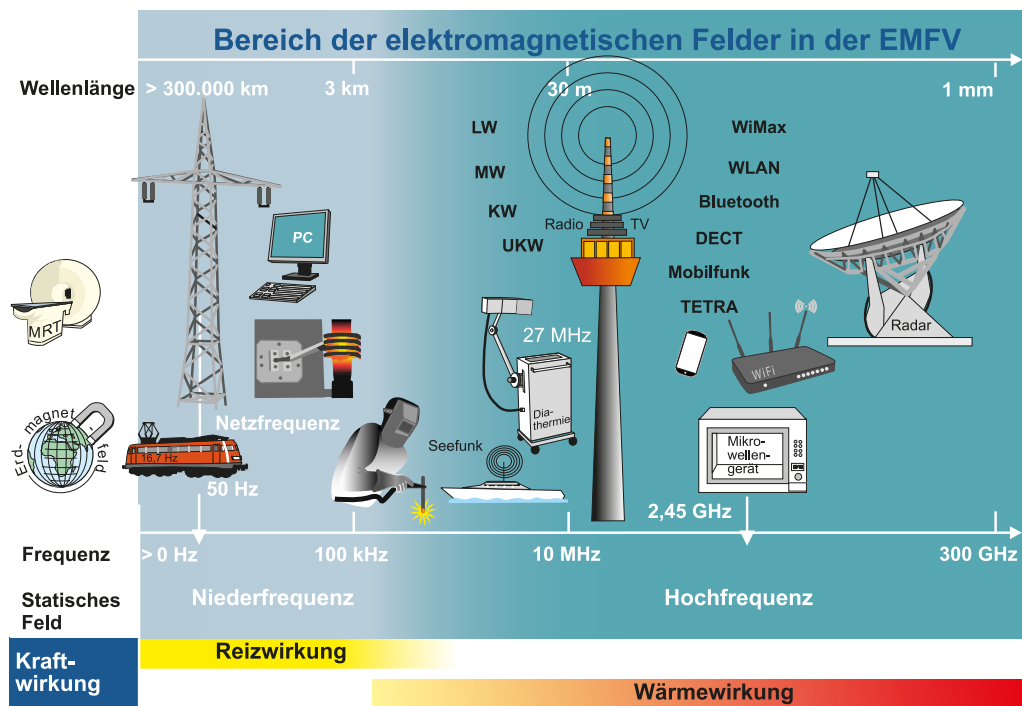 Bereich der elektromagnetischen Felder in der EMFV
Wellenlänge
> 300.000 km
3 km
30 m
1 mm
LW
MW
KW
UKW
Radio
TV
WiMax
WLAN
Bluetooth
DECT
Mobilfunk
TETRA
PC
MRT
Radar
27 MHz
WiFi
Dia-
thermie
Netzfrequenz
Erd-
magnet-
feld
16,7 Hz
50 Hz
Seefunk
Mikro-
wellen-
gerät
2,45 GHz
Frequenz
> 0 Hz
100 kHz
10 MHz
300 GHz
Statisches
Feld
Niederfrequenz
Hochfrequenz
Kraft-
wirkung
Reizwirkung
Wärmewirkung